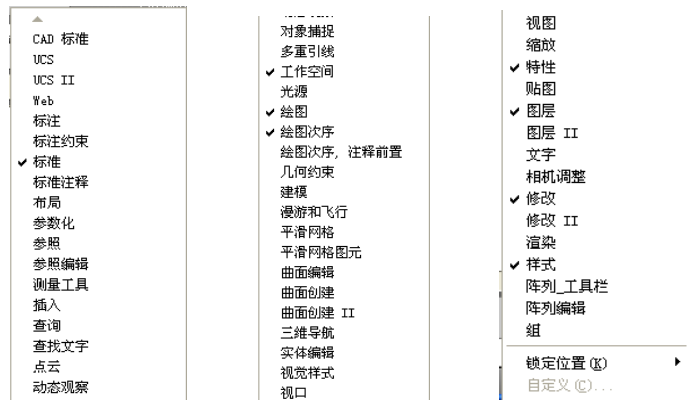 CAD 标准
UCS
UCS II
Web
标注
标注约束
标准
标准注释
布局
参数化
参照
参照编辑
测量工具
插入
查询
查找文字
点云
动态观察
对象捕捉
多重引线
工作空间
光源
绘图
绘图次序
绘图次序, 注释前置
几何约束
建模
漫游和飞行
平滑网格
平滑网格图元
曲面编辑
曲面创建
曲面创建 II
三维导航
实体编辑
视觉样式
视口
视图
缩放
特性
贴图
图层
图层 II
文字
相机调整
修改
修改 II
渲染
样式
阵列_工具栏
阵列编辑
组
锁定位置(K)
自定义(C)...